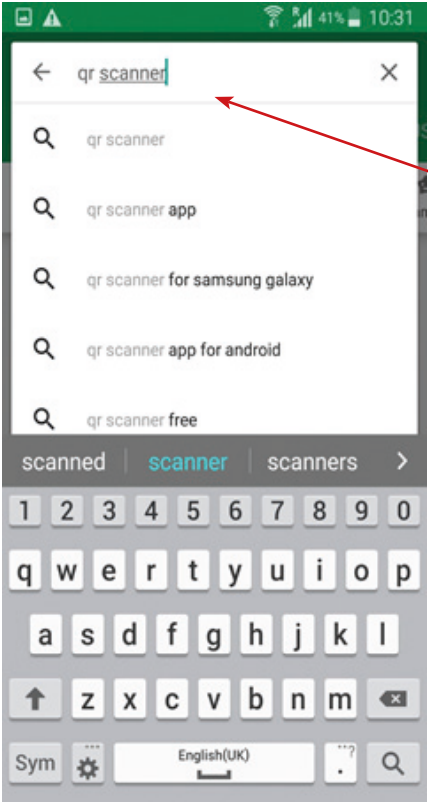 R 41% 10:31
qr scanner
qr scanner
qr scanner app
qr scanner for samsung galaxy
qr scanner app for android
qr scanner free
scanned scanner scanners
1 2 3 4 5 6 7 8 9 0
q w e r t y u i o p
a s d f g h j k l
z x c v b n m
Sym English(UK) . ... ?